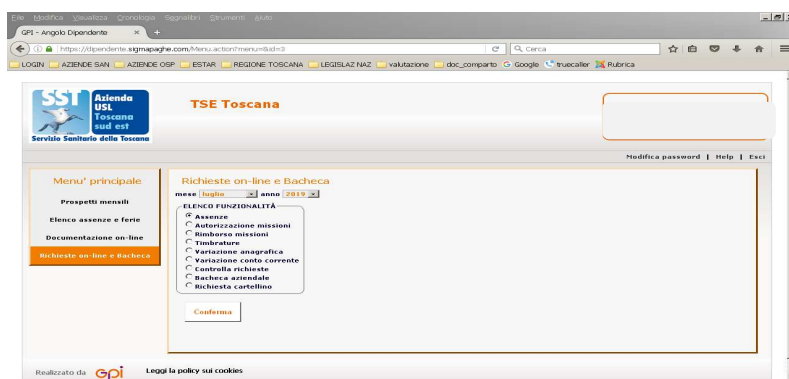 File Modifica Visualizza Cronologia Segnalibri Strumenti Aiuto
GPI - Angolo Dipendente × +
https://dipendente.sigmapaghe.com/Menu.action?menu=8&id=3 Cerca
LOGIN AZIENDE SAN AZIENDE OSP ESTAR REGIONE TOSCANA LEGISLAZ NAZ valutazione doc_comparto Google truecaller Rubrica
SST Azienda
USL
Toscana
sud est
Servizio Sanitario della Toscana
TSE Toscana
Modifica password | Help | Esci
Menu' principale
Prospetti mensili
Elenco assenze e ferie
Documentazione on-line
Richieste on-line e Bacheca
Richieste on-line e Bacheca
mese luglio anno 2019
ELENCO FUNZIONALITÀ
Assenze
Autorizzazione missioni
Rimborso missioni
Timbrature
Variazione anagrafica
Variazione conto corrente
Controlla richieste
Bacheca aziendale
Richiesta cartellino
Conferma
Realizzato da GPI Leggi la policy sui cookies